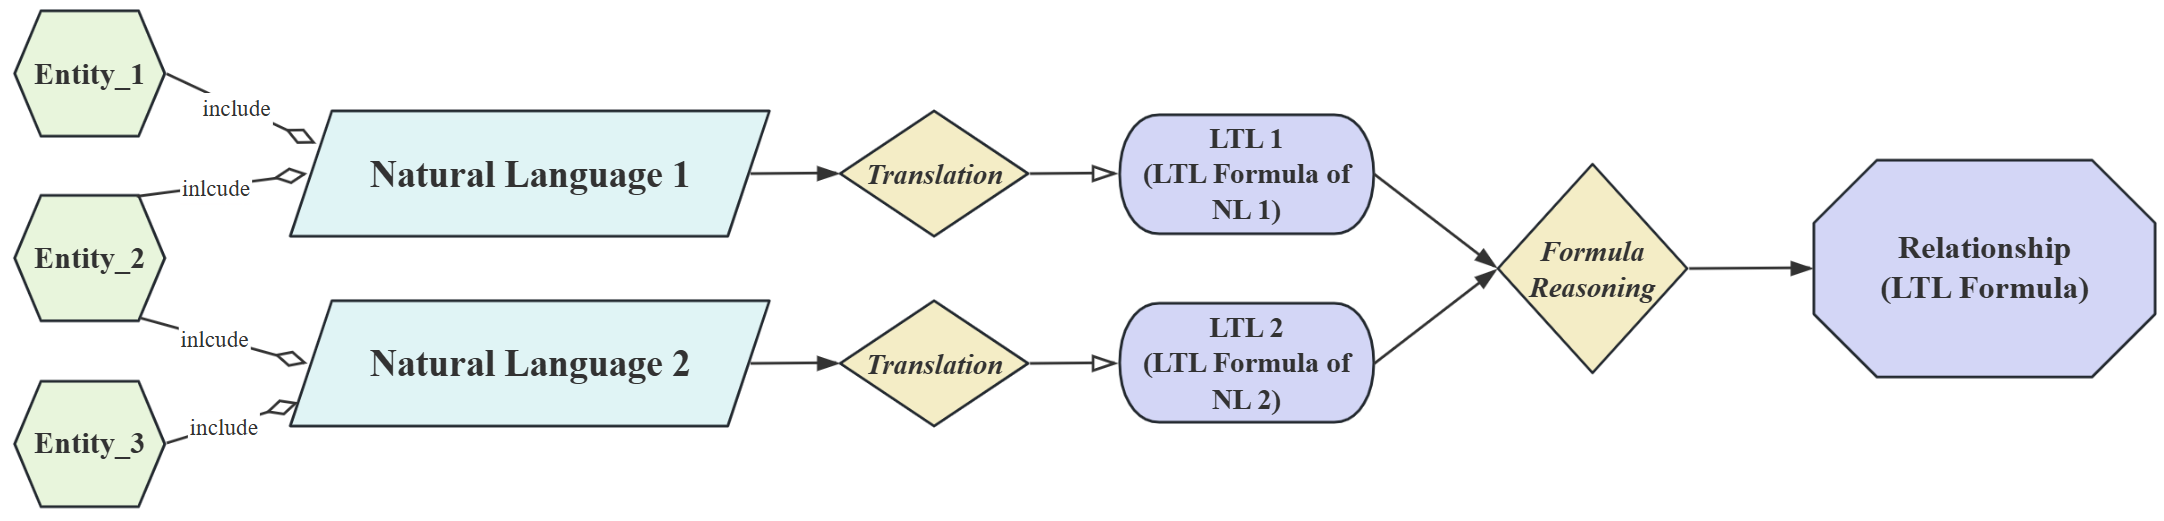 Entity_1
include
Natural Language 1
Translation
LTL 1
(LTL Formula of
NL 1)
inlcude
Entity_2
Formula
Reasoning
Relationship
(LTL Formula)
inlcude
Natural Language 2
Translation
LTL 2
(LTL Formula of
NL 2)
Entity_3
include